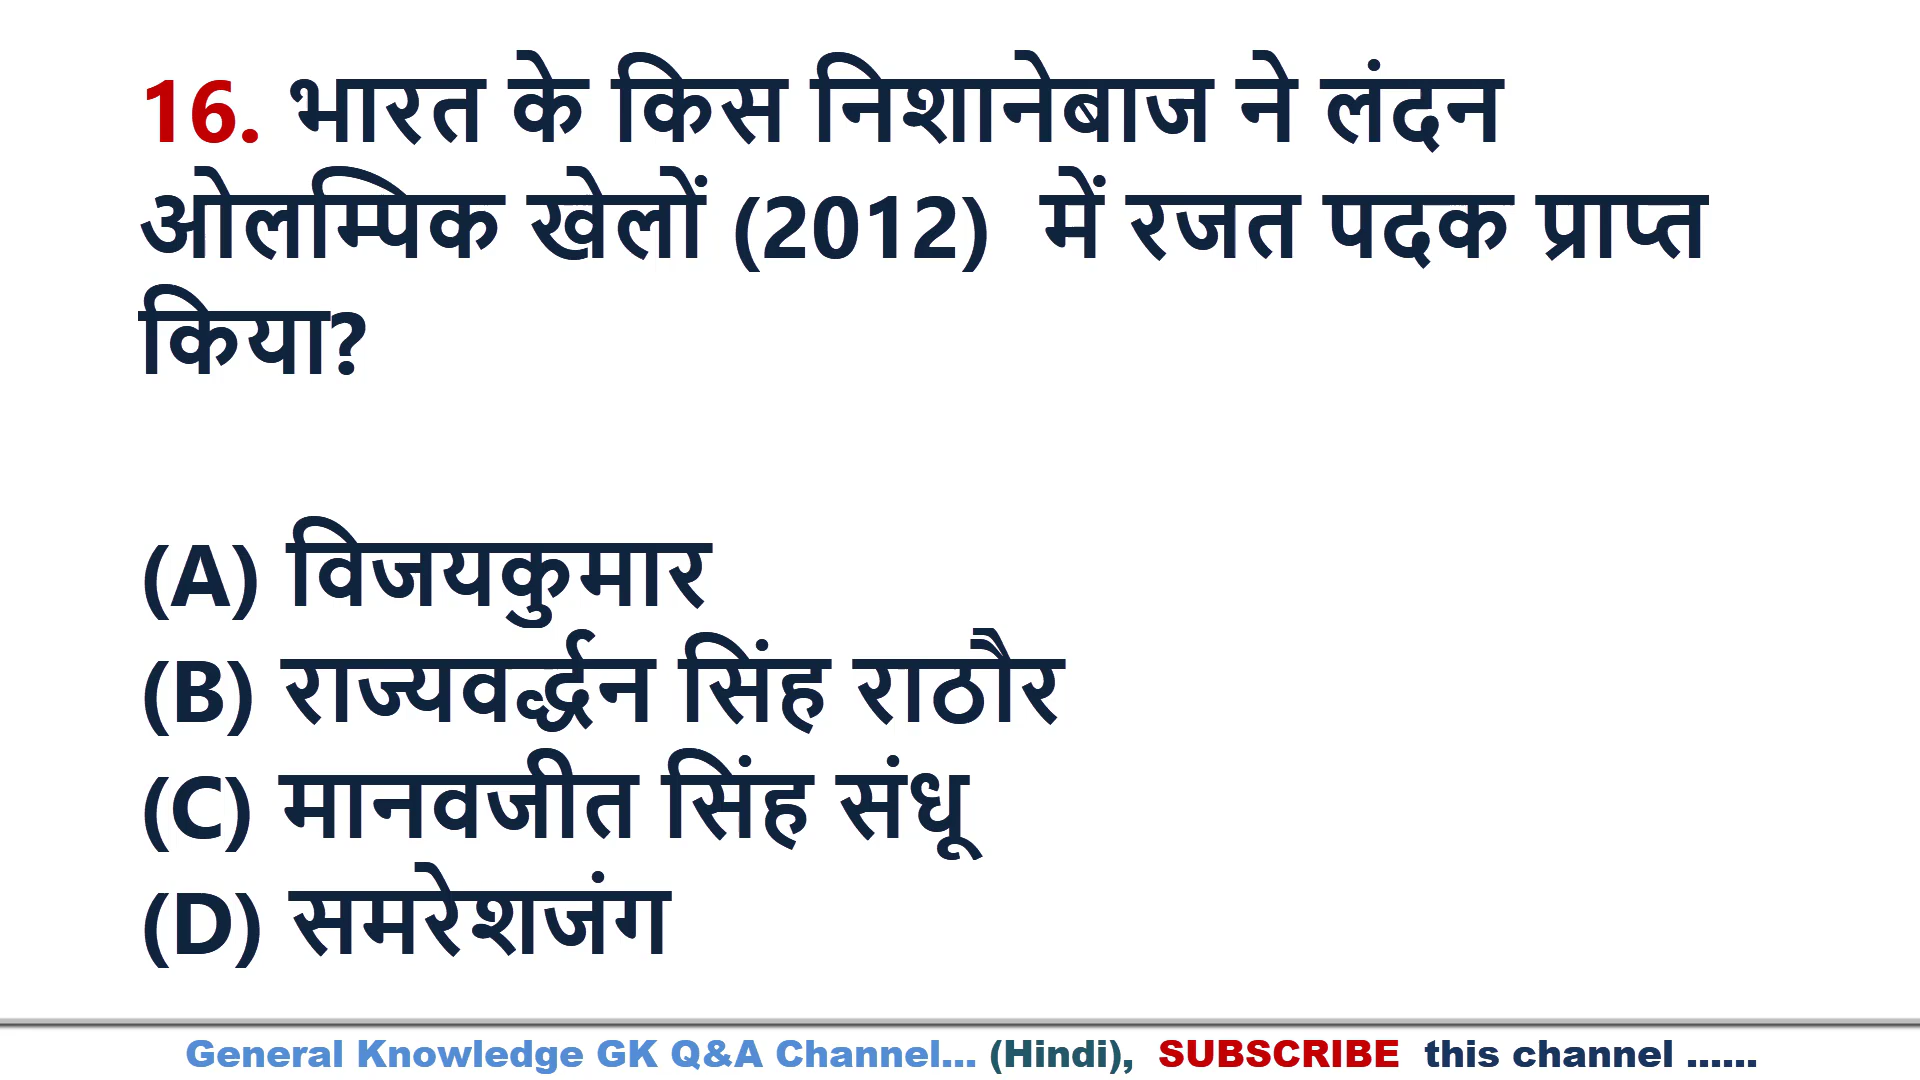 16. भारत के किस निशानेबाज ने लंदन
ओलम्पिक खेलों (2012) में रजत पदक प्राप्त
किया?
(A) विजयकुमार
(B) राज्यवर्द्धन सिंह राठौर
(C) मानवजीत सिंह संधू
(D) समरेशजंग
General Knowledge GK Q&A Channel... (Hindi), SUBSCRIBE this channel ......